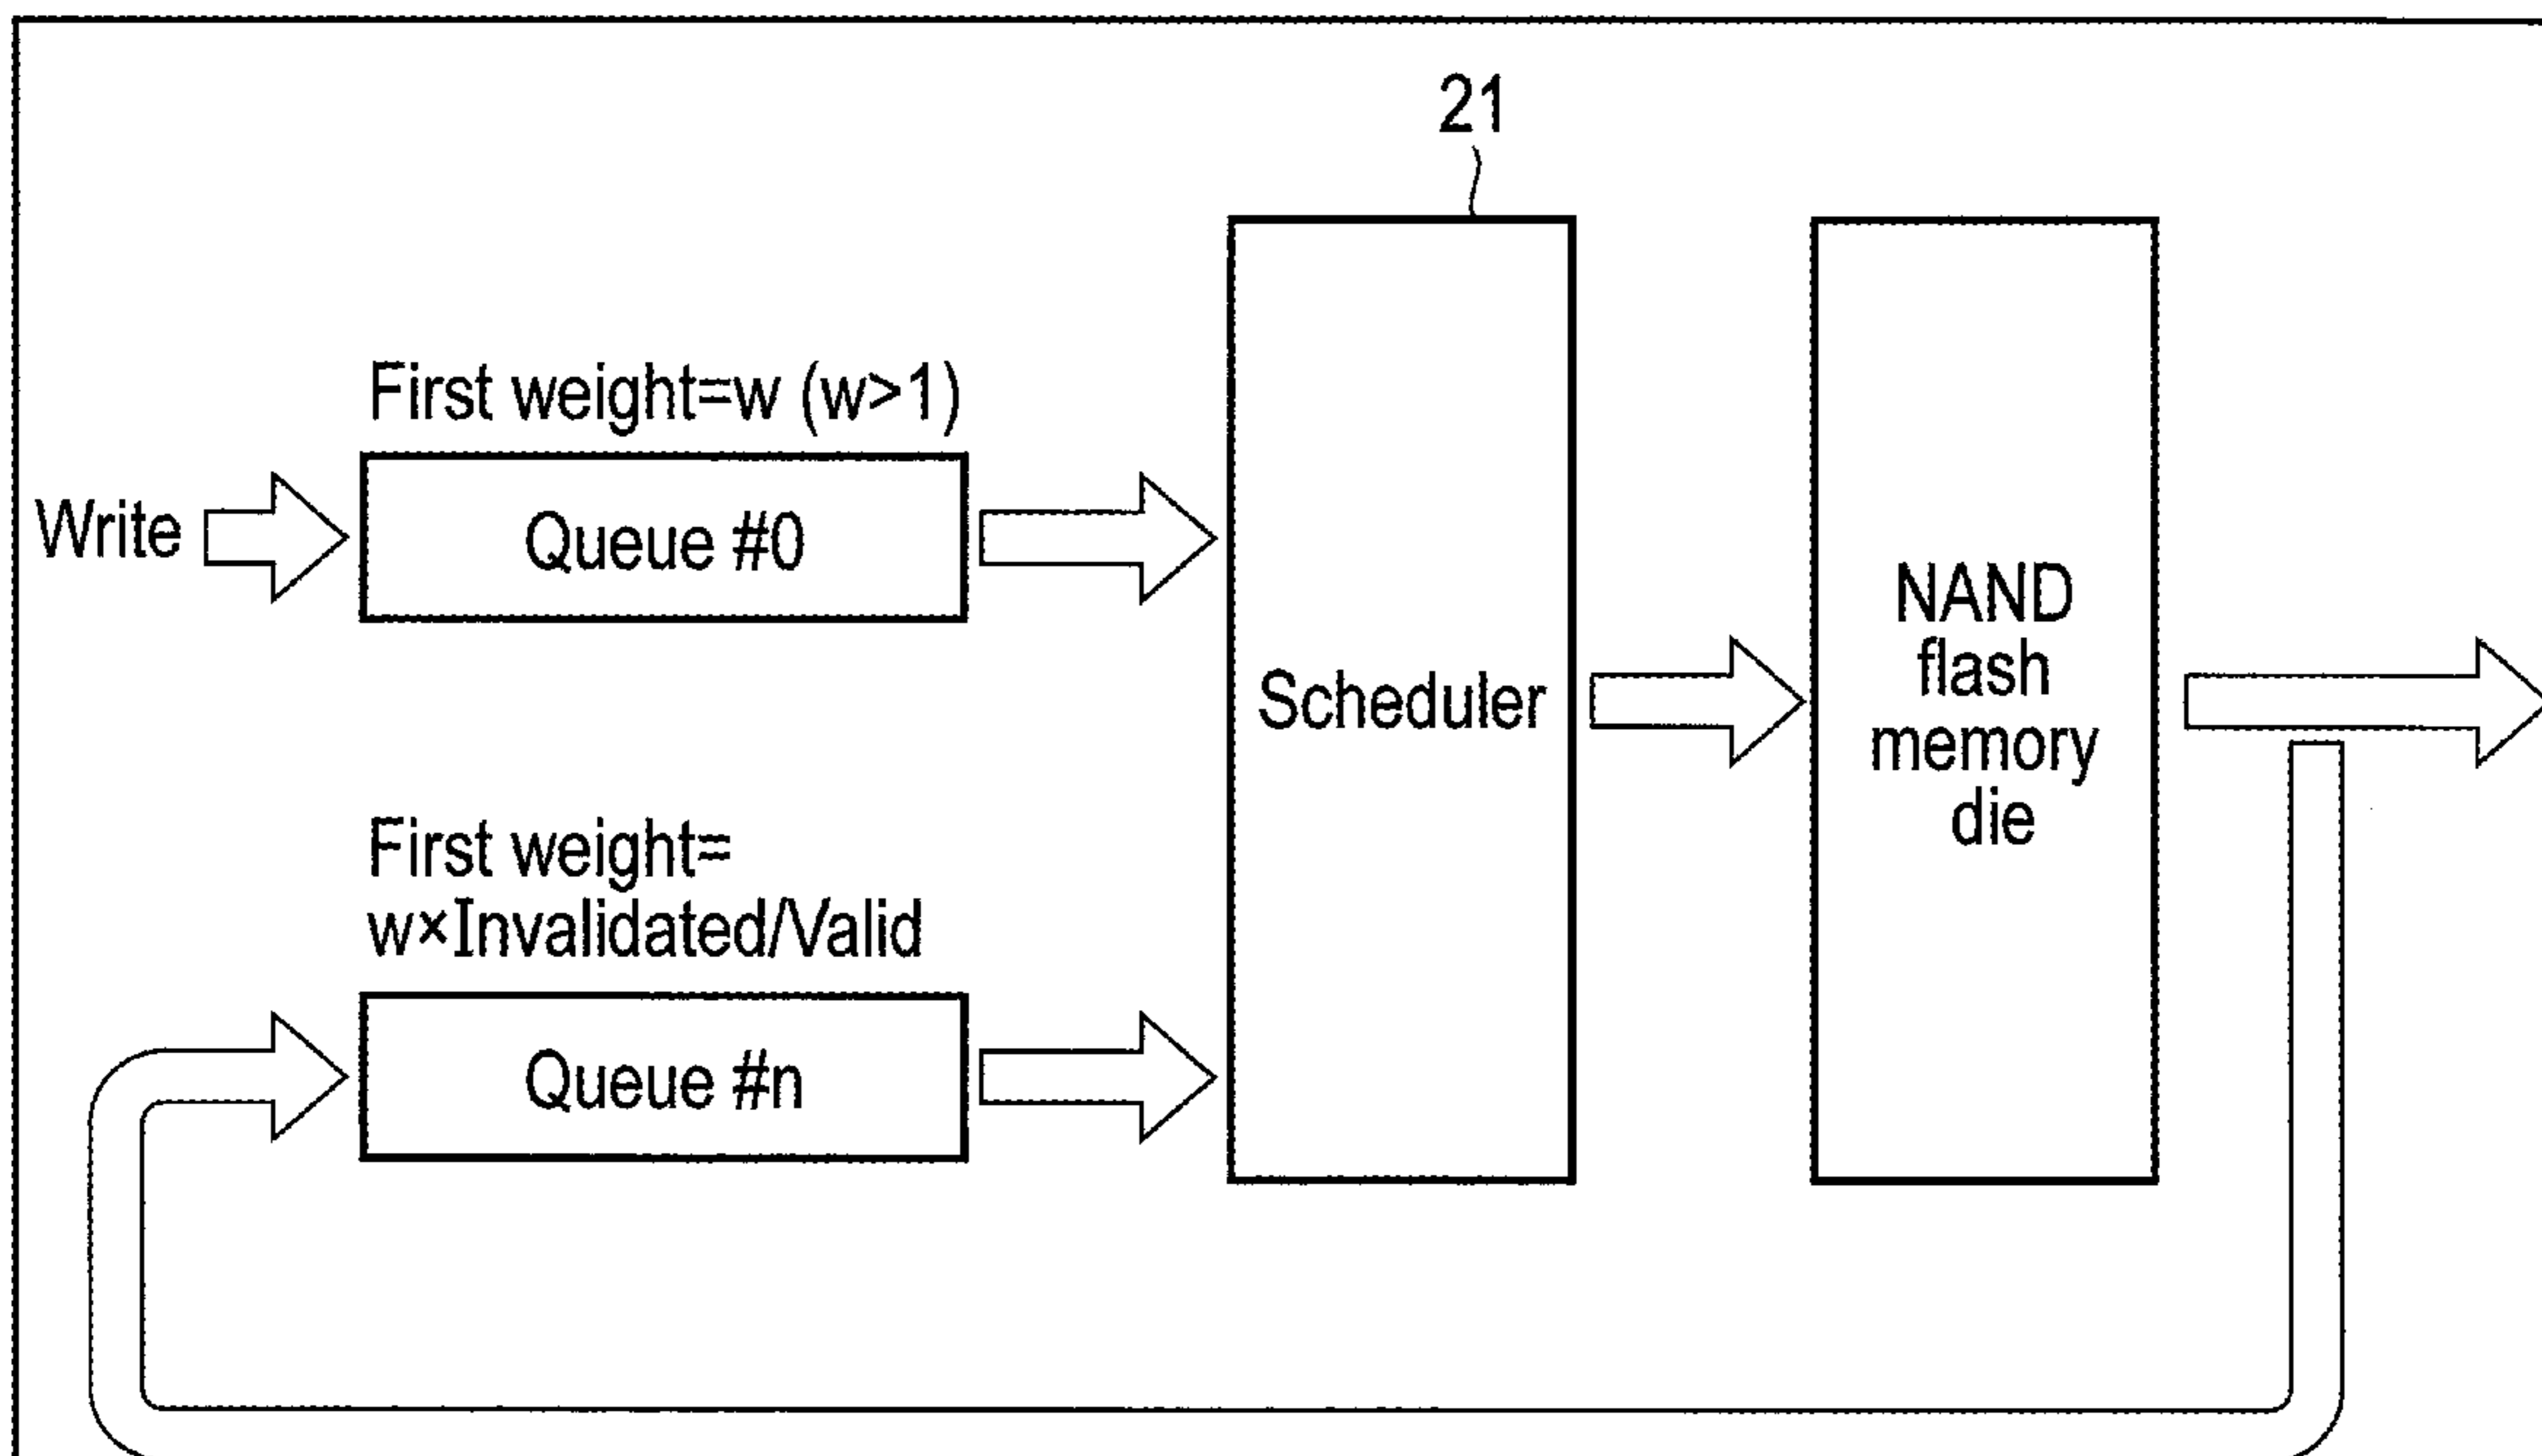 21
First weight=w (w>1)
Write
Queue #0
Scheduler
NAND
flash
memory
die
First weight=
w×Invalidated/Valid
Queue #n